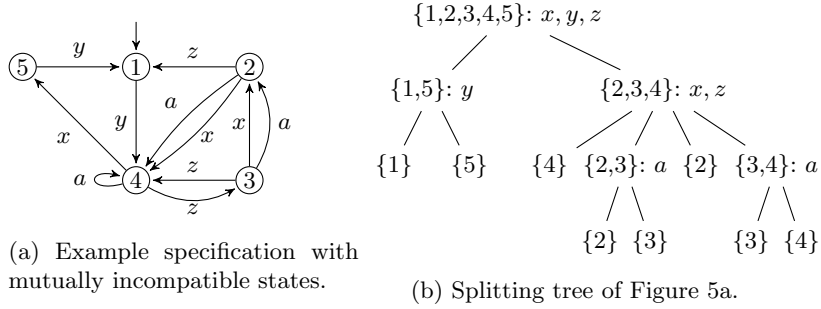 y
5
1
z
2
y
a
x
x
x
a
a
4
z
z
3
(a) Example specification with
mutually incompatible states.
{1,2,3,4,5}: x, y, z
{1,5}: y
{2,3,4}: x, z
{1}
{5}
{4}
{2,3}: a
{2}
{3,4}: a
{2}
{3}
{3}
{4}
(b) Splitting tree of Figure 5a.